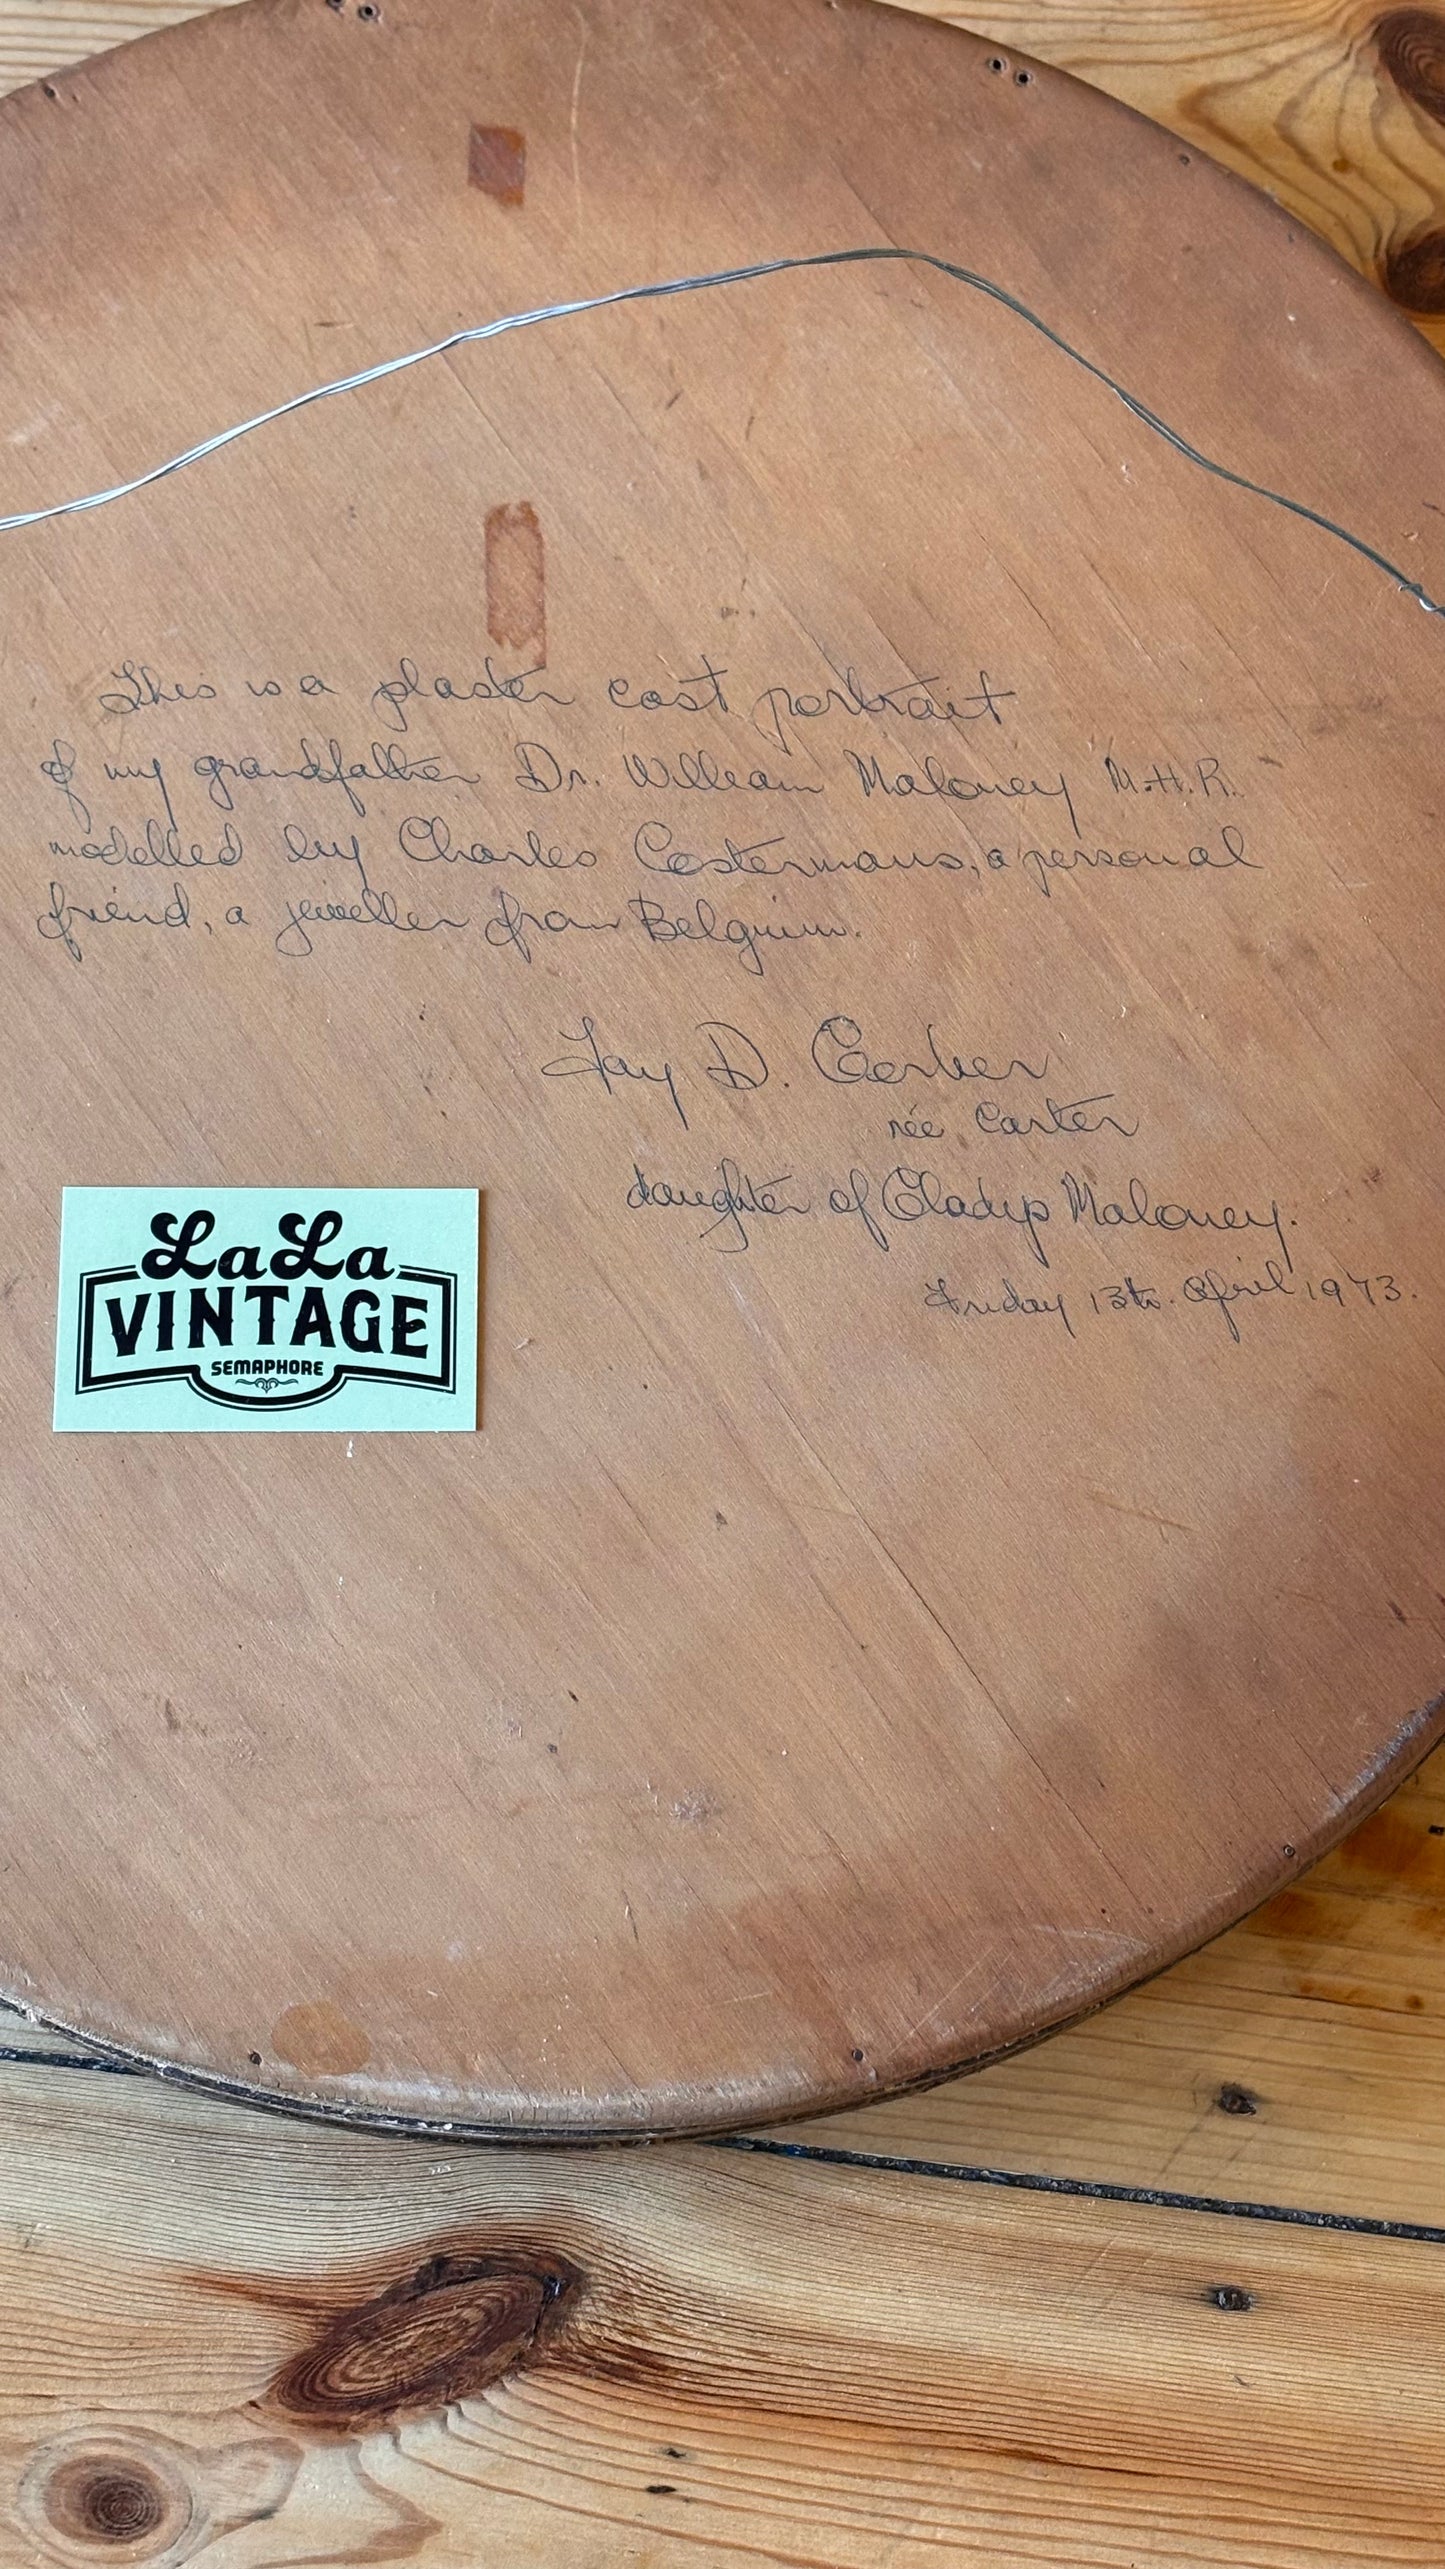 This is a plaster cast portrait
of my grandfather Dr. William Maloney M.H.R.
modelled by Charles Costermans, a personal
friend, a jeweller from Belgium.
Fay D. Gerber
née Carter
daughter of Gladys Maloney.
Friday 13th. April 1973.
LaLa
VINTAGE
SEMAPHORE